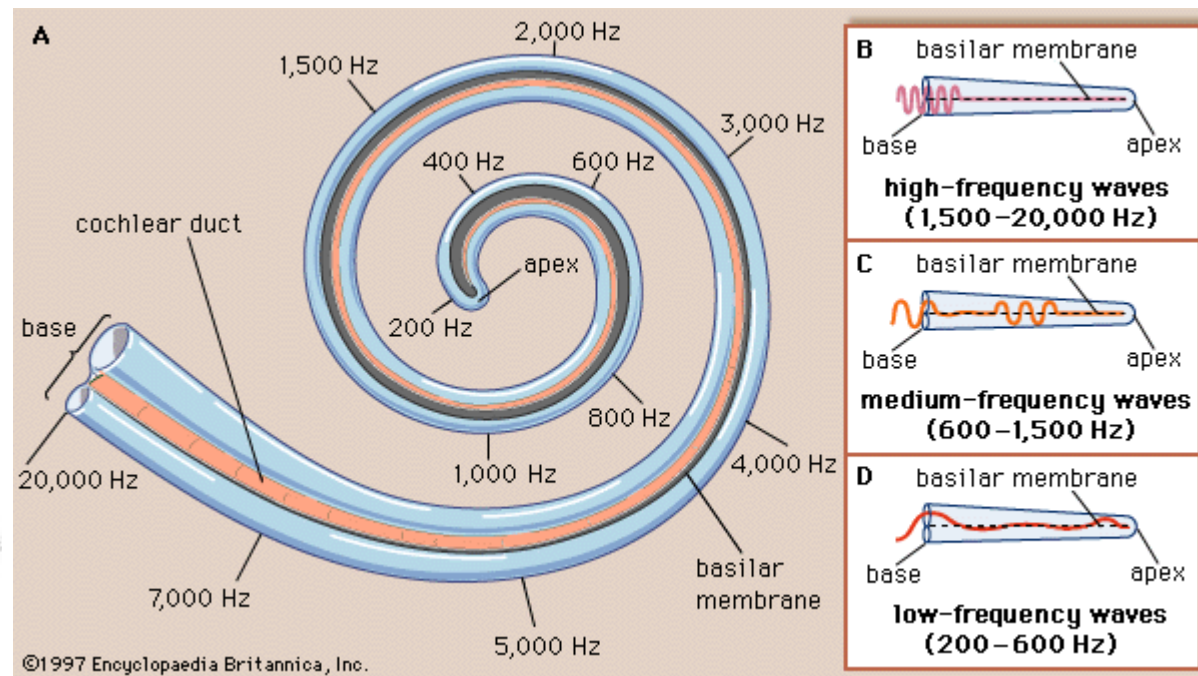 A
2,000 Hz
1,500 Hz
3,000 Hz
400 Hz
600 Hz
cochlear duct
apex
200 Hz
base
800 Hz
1,000 Hz
4,000 Hz
20,000 Hz
basilar
membrane
7,000 Hz
5,000 Hz
©1997 Encyclopaedia Britannica, Inc.
B
basilar membrane
base
apex
high-frequency waves
(1,500–20,000 Hz)
C
basilar membrane
base
apex
medium-frequency waves
(600–1,500 Hz)
D
basilar membrane
base
apex
low-frequency waves
(200–600 Hz)